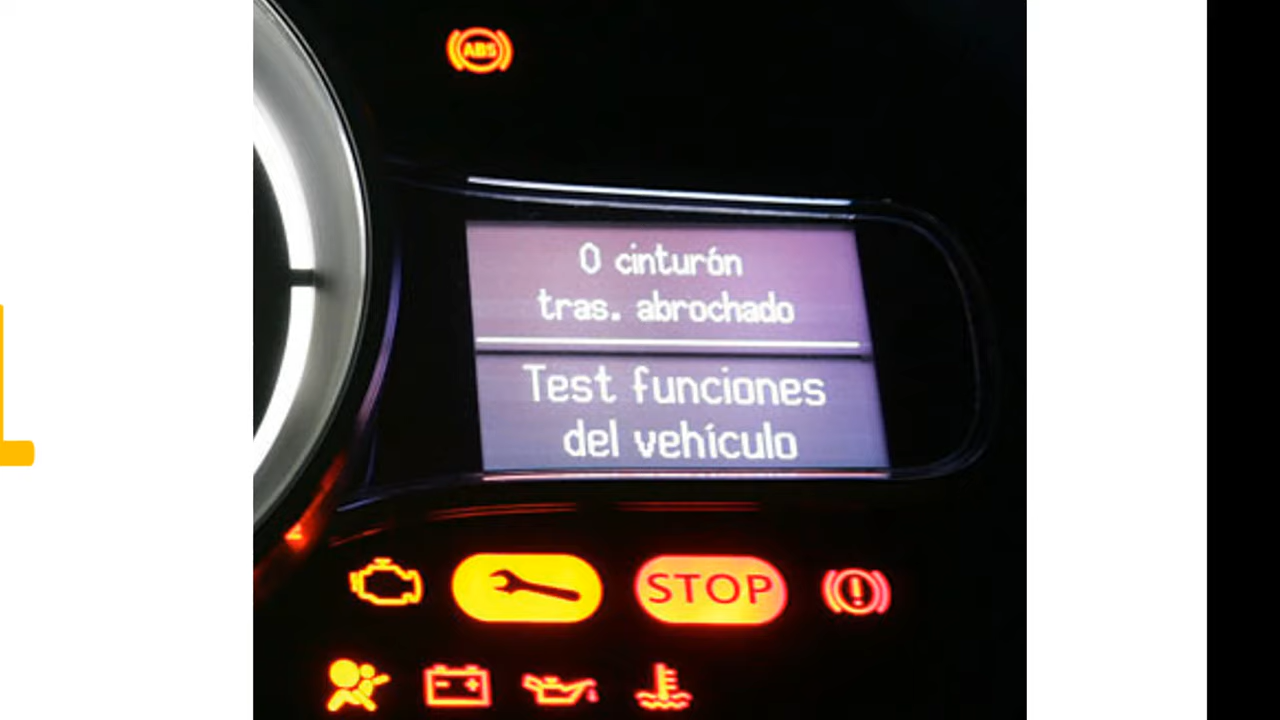 ABS
0 cinturón
tras. abrochado
Test funciones
del vehículo
STOP